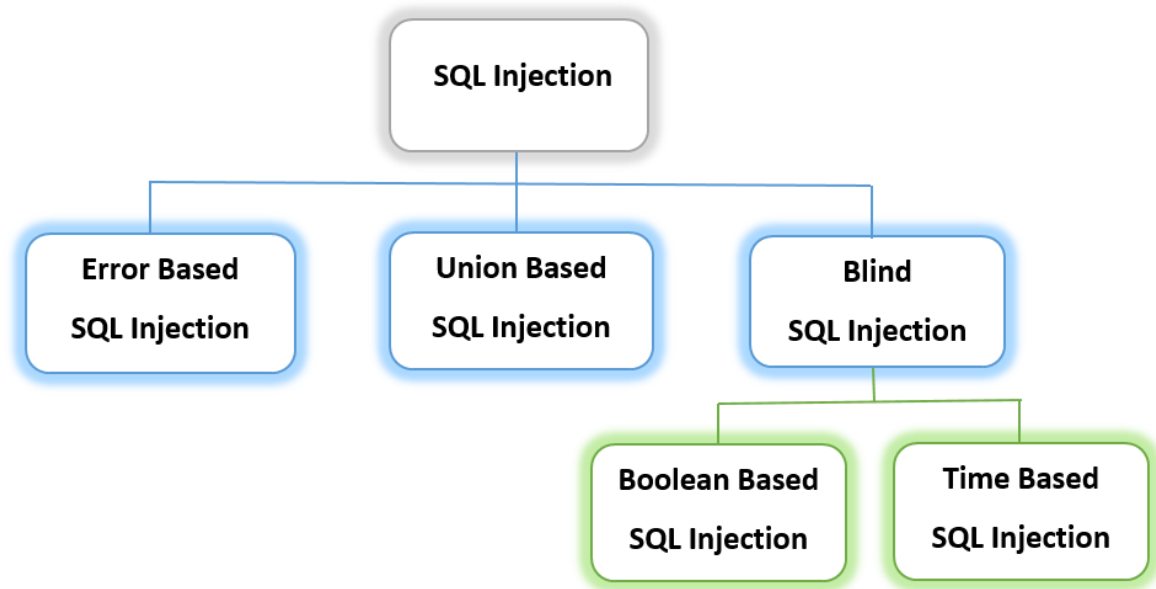 SQL Injection
Error Based
SQL Injection
Union Based
SQL Injection
Blind
SQL Injection
Boolean Based
SQL Injection
Time Based
SQL Injection